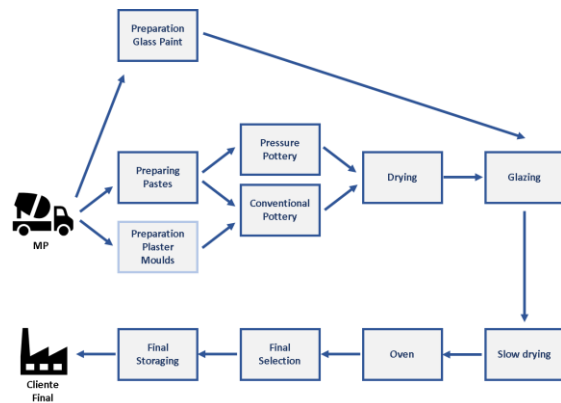 Preparation
Glass Paint
Pressure
Pottery
Preparing
Pastes
Drying
Glazing
Conventional
Pottery
MP
Preparation
Plaster
Moulds
Final
Storaging
Final
Selection
Oven
Slow drying
Cliente
Final